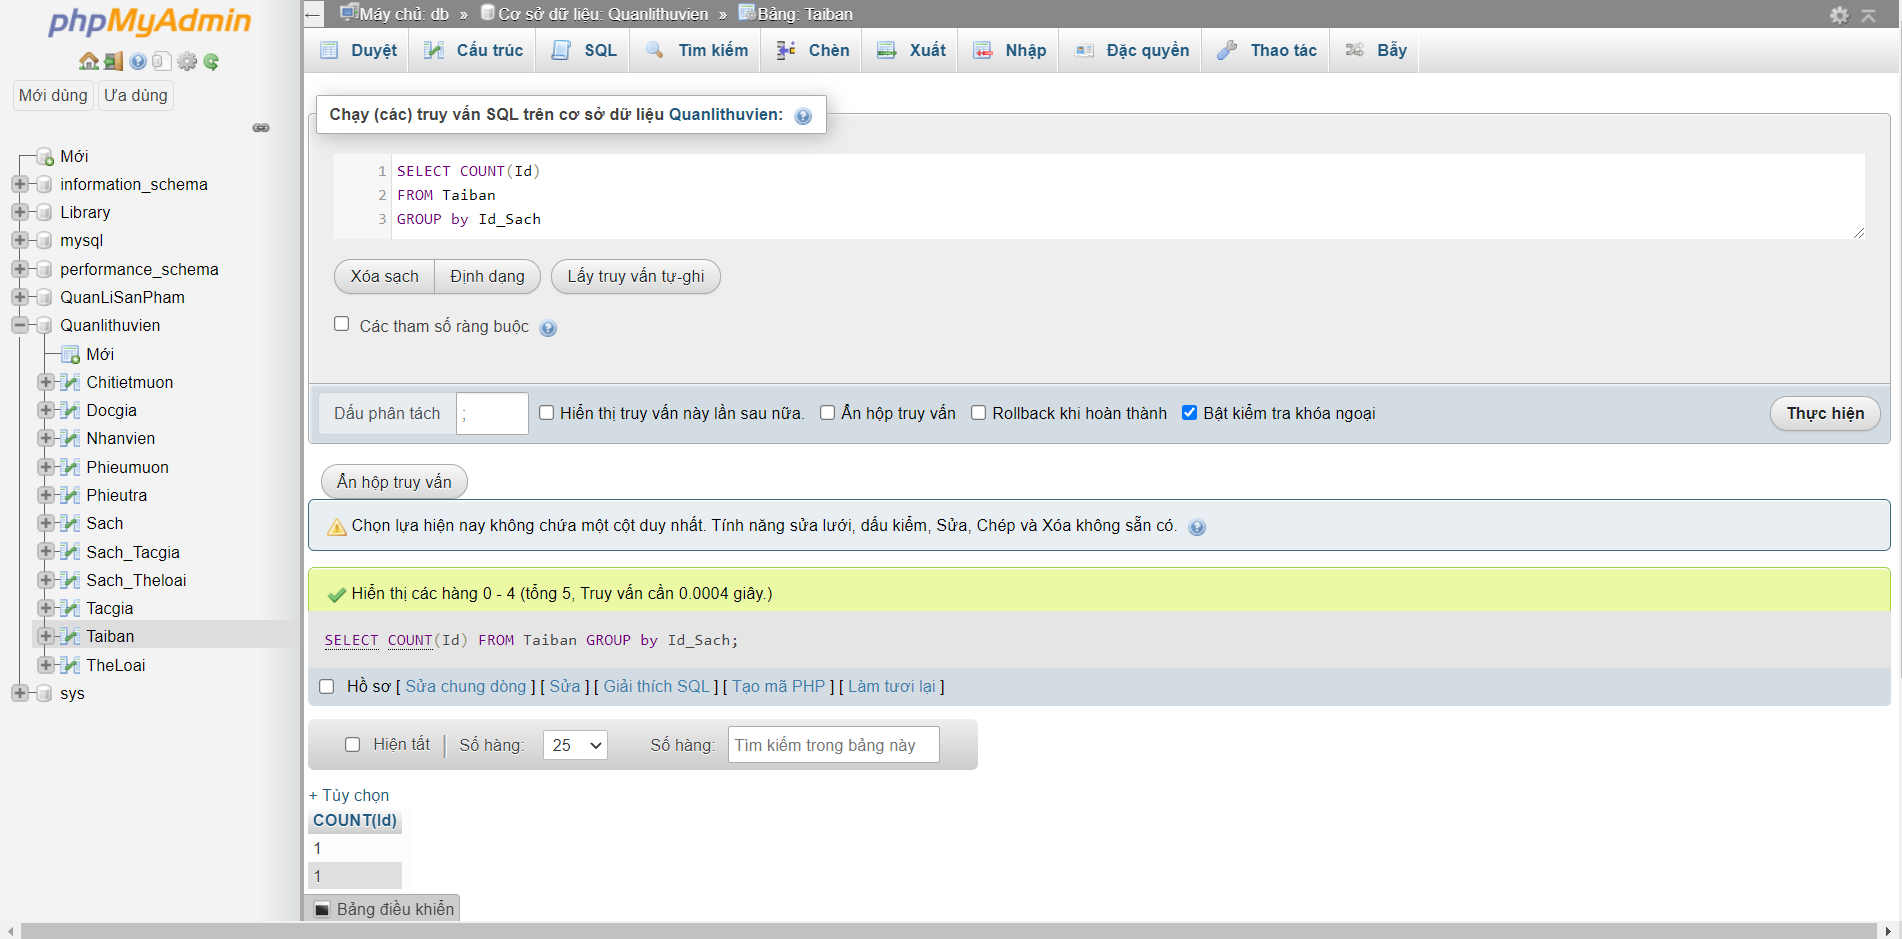 phpMyAdmin
Mới dùng Ưa dùng
Mới
information_schema
Library
mysql
performance_schema
QuanLiSanPham
Quanlithuvien
Mới
Chitietmuon
Docgia
Nhanvien
Phieumuon
Phieutra
Sach
Sach_Tacgia
Sach_Theloai
Tacgia
Taiban
TheLoai
sys
Máy chủ: db » Cơ sở dữ liệu: Quanlithuvien » Bảng: Taiban
Duyệt Cấu trúc SQL Tìm kiếm Chèn Xuất Nhập Đặc quyền Thao tác Bẫy
Chạy (các) truy vấn SQL trên cơ sở dữ liệu Quanlithuvien:
1 SELECT COUNT(Id)
2 FROM Taiban
3 GROUP by Id_Sach
Xóa sạch Định dạng Lấy truy vấn tự-ghi
Các tham số ràng buộc
Dấu phân tách ; Hiển thị truy vấn này lần sau nữa. Ẩn hộp truy vấn Rollback khi hoàn thành Bật kiểm tra khóa ngoại Thực hiện
Ẩn hộp truy vấn
Chọn lựa hiện nay không chứa một cột duy nhất. Tính năng sửa lưới, dấu kiểm, Sửa, Chép và Xóa không sẵn có.
Hiển thị các hàng 0 - 4 (tổng 5, Truy vấn cần 0.0004 giây.)
SELECT COUNT(Id) FROM Taiban GROUP by Id_Sach;
Hồ sơ [ Sửa chung dòng ] [ Sửa ] [ Giải thích SQL ] [ Tạo mã PHP ] [ Làm tươi lại ]
Hiện tất Số hàng: 25 Số hàng: Tìm kiếm trong bảng này
+ Tùy chọn
COUNT(Id)
1
1
Bảng điều khiển